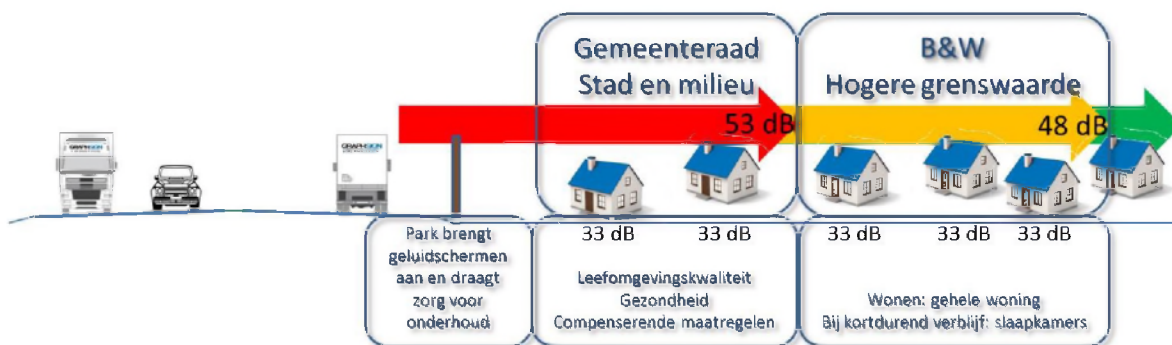 Gemeenteraad
Stad en milieu
B&W
Hogere grenswaarde
53 dB
48 dB
GRAPHSION
33 dB
33 dB
33 dB
33 dB
33 dB
Park brengt
geluidschermen
aan en draagt
zorg voor
onderhoud
Leefomgevingskwaliteit
Gezondheid
Compenserende maatregelen
Wonen: gehele woning
Bij kortdurend verblijf: slaapkamers